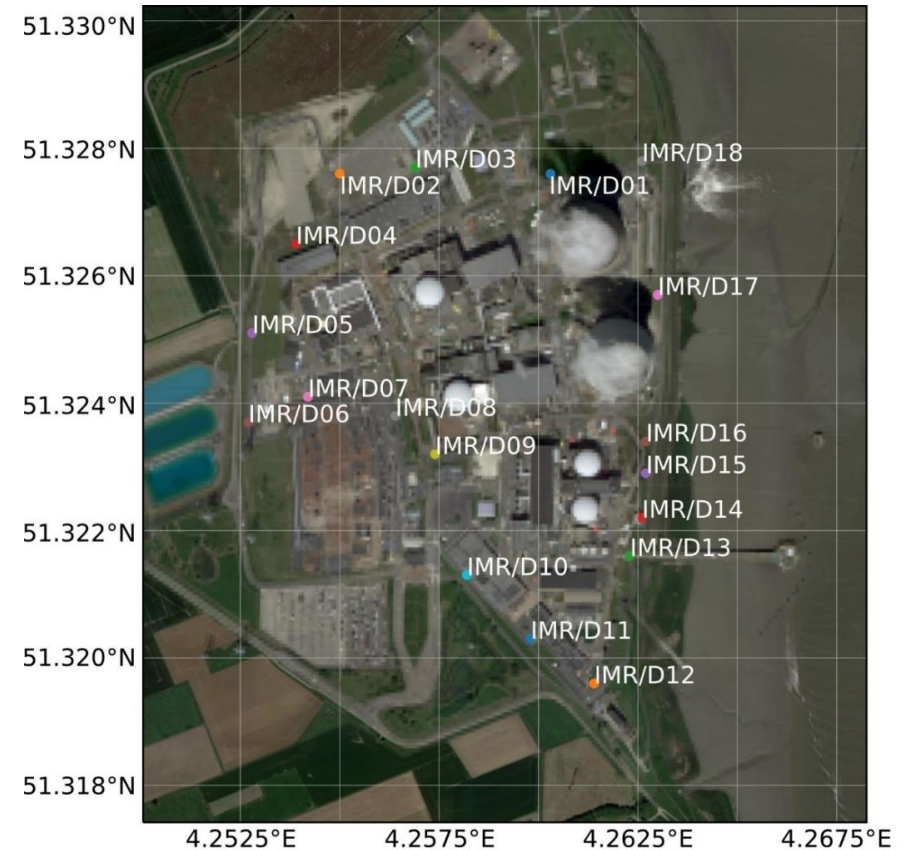 51.330°N
51.328°N
IMR/D18
IMR/D03
IMR/D02
IMR/D01
IMR/D04
51.326°N
IMR/D17
IMR/D05
51.324°N
IMR/D07
IMR/D06
IMR/D08
IMR/D16
IMR/D09
IMR/D15
51.322°N
IMR/D14
IMR/D13
IMR/D10
51.320°N
IMR/D11
IMR/D12
51.318°N
4.2525°E 4.2575°E 4.2625°E 4.2675°E